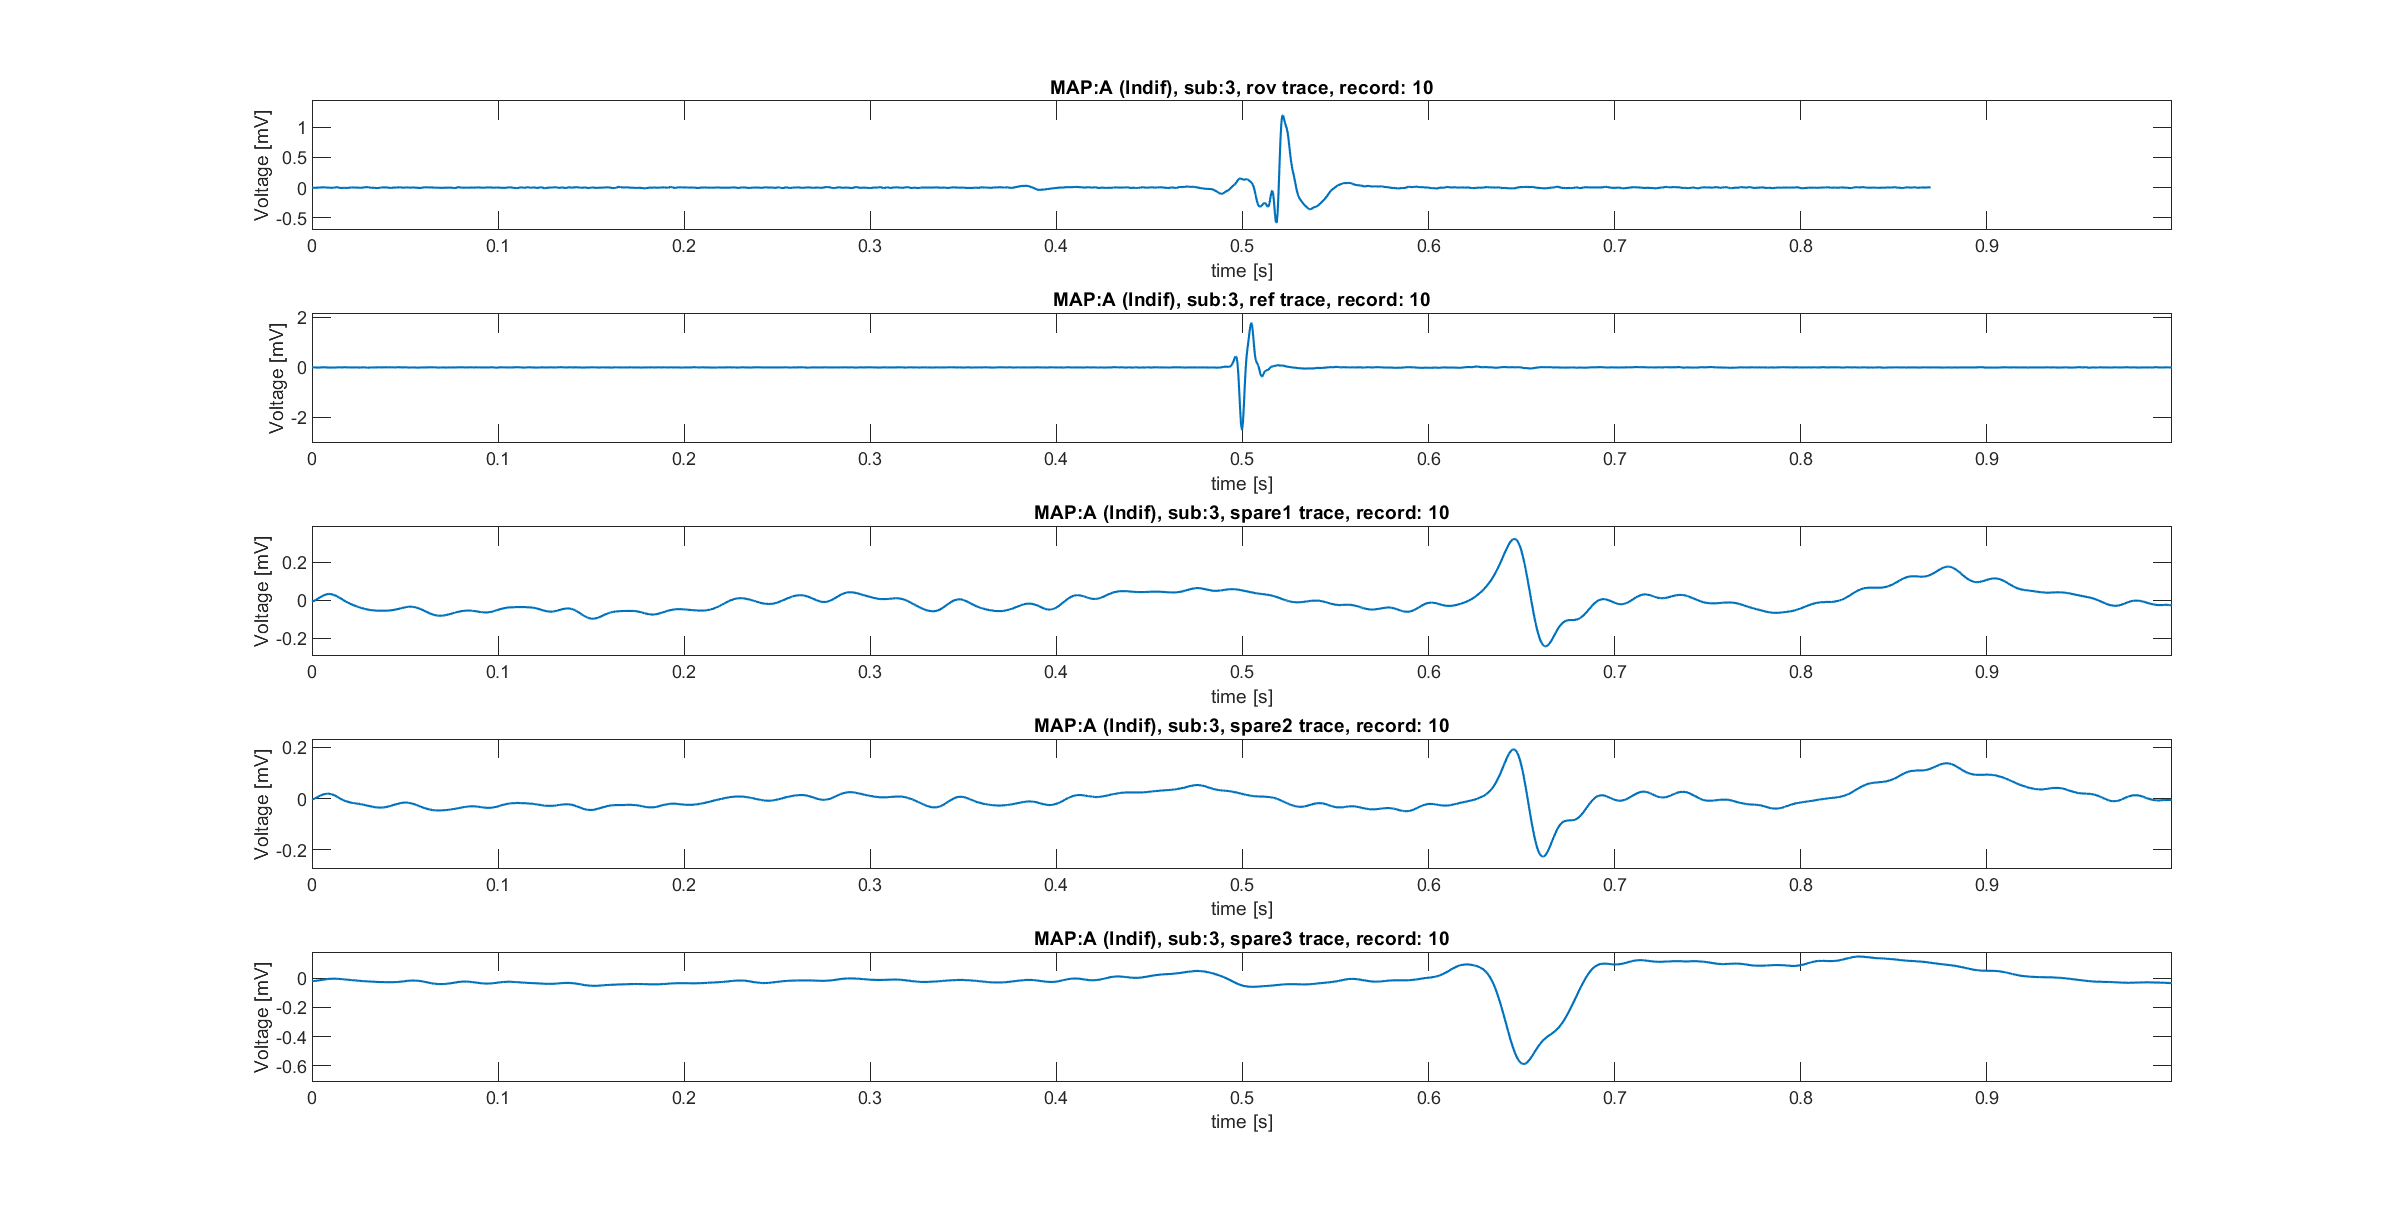 MAP:A (Indif), sub:3, rov trace, record: 10
Voltage [mV]
1
0.5
0
-0.5
0 0.1 0.2 0.3 0.4 0.5 0.6 0.7 0.8 0.9
time [s]
MAP:A (Indif), sub:3, ref trace, record: 10
Voltage [mV]
2
0
-2
0 0.1 0.2 0.3 0.4 0.5 0.6 0.7 0.8 0.9
time [s]
MAP:A (Indif), sub:3, spare1 trace, record: 10
Voltage [mV]
0.2
0
-0.2
0 0.1 0.2 0.3 0.4 0.5 0.6 0.7 0.8 0.9
time [s]
MAP:A (Indif), sub:3, spare2 trace, record: 10
Voltage [mV]
0.2
0
-0.2
0 0.1 0.2 0.3 0.4 0.5 0.6 0.7 0.8 0.9
time [s]
MAP:A (Indif), sub:3, spare3 trace, record: 10
Voltage [mV]
0
-0.2
-0.4
-0.6
0 0.1 0.2 0.3 0.4 0.5 0.6 0.7 0.8 0.9
time [s]